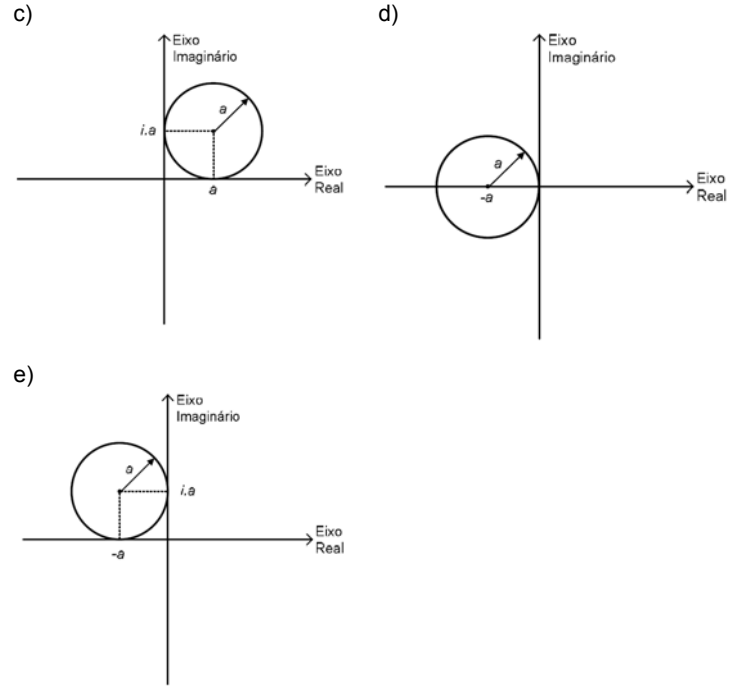 c)
Eixo
Imaginário
a
i.a
a
Eixo
Real
d)
Eixo
Imaginário
a
-a
Eixo
Real
e)
Eixo
Imaginário
a
i.a
-a
Eixo
Real